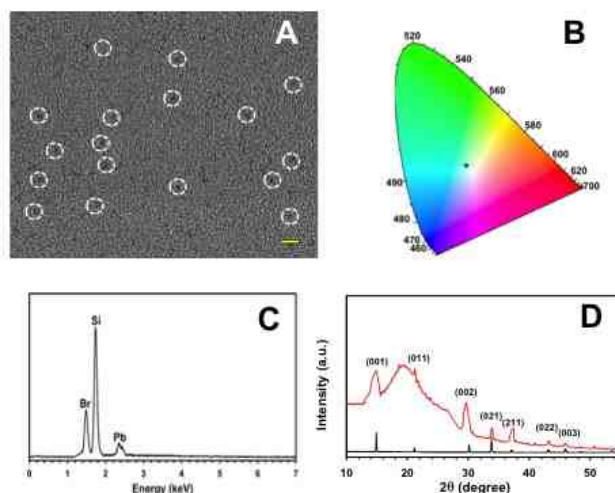 A
B
520
540
560
580
600
620
700
490
480
470
460
C
Si
Br
Pb
0 1 2 3 4 5 6 7
Energy (keV)
D
Intensity (a.u.)
(001)
(011)
(002)
(021)
(211)
(022)
(003)
10 20 30 40 50
2θ (degree)